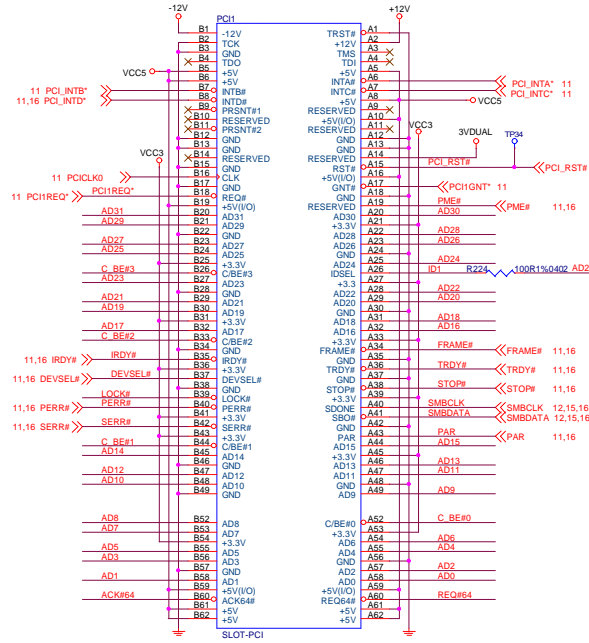 -12V +12V
PCI1
B1 -12V TRST# A1
B2 TCK +12V A2
B3 GND TMS A3
B4 TDO TDI A4
VCC5 B5 +5V +5V A5
B6 +5V INTA# A6 PCI_INTA* 11
11 PCI_INTB* B7 INTB# INTC# A7 PCI_INTC* 11
11,16 PCI_INTD* B8 INTD# +5V A8 VCC5
B9 PRSNT#1 RESERVED A9
B10 RESERVED +5V(I/O) A10
B11 PRSNT#2 RESERVED A11
B12 GND GND A12 VCC3 3VDUAL TP34
B13 GND GND A13
VCC3 B14 RESERVED RESERVED A14
B15 GND RST# A15 PCI_RST# PCI_RST#
11 PCICLK0 B16 CLK +5V(I/O) A16
B17 GND GNT# A17 PCI1GNT* 11
11 PCI1REQ* PCI1REQ* B18 REQ# GND A18
B19 +5V(I/O) RESERVED A19 PME# PME# 11,16
AD31 B20 AD31 AD30 A20 AD30
AD29 B21 AD29 +3.3V A21
B22 GND AD28 A22 AD28
AD27 B23 AD27 AD26 A23 AD26
AD25 B24 AD25 GND A24
B25 +3.3V AD24 A25 AD24
C_BE#3 B26 C/BE#3 IDSEL A26 ID1 R224 100R1%0402 AD2
AD23 B27 AD23 +3.3 A27
B28 GND AD22 A28 AD22
AD21 B29 AD21 AD20 A29 AD20
AD19 B30 AD19 GND A30
B31 +3.3V AD18 A31 AD18
AD17 B32 AD17 AD16 A32 AD16
C_BE#2 B33 C/BE#2 +3.3V A33
B34 GND FRAME# A34 FRAME# FRAME# 11,16
11,16 IRDY# IRDY# B35 IRDY# GND A35
B36 +3.3V TRDY# A36 TRDY# TRDY# 11,16
11,16 DEVSEL# DEVSEL# B37 DEVSEL# GND A37
B38 GND STOP# A38 STOP# STOP# 11,16
LOCK# B39 LOCK# +3.3V A39
11,16 PERR# PERR# B40 PERR# SDONE A40 SMBCLK SMBCLK 12,15,16
B41 +3.3V SBO# A41 SMBDATA SMBDATA 12,15,16
11,16 SERR# SERR# B42 SERR# GND A42
B43 +3.3V PAR A43 PAR PAR 11,16
C_BE#1 B44 C/BE#1 AD15 A44 AD15
AD14 B45 AD14 +3.3V A45
B46 GND AD13 A46 AD13
AD12 B47 AD12 AD11 A47 AD11
AD10 B48 AD10 GND A48
B49 GND AD9 A49 AD9
AD8 B52 AD8 C/BE#0 A52 C_BE#0
AD7 B53 AD7 +3.3V A53
B54 +3.3V AD6 A54 AD6
AD5 B55 AD5 AD4 A55 AD4
AD3 B56 AD3 GND A56
B57 GND AD2 A57 AD2
AD1 B58 AD1 AD0 A58 AD0
B59 +5V(I/O) +5V(I/O) A59
ACK#64 B60 ACK64# REQ64# A60 REQ#64
B61 +5V +5V A61
B62 +5V +5V A62
SLOT-PCI